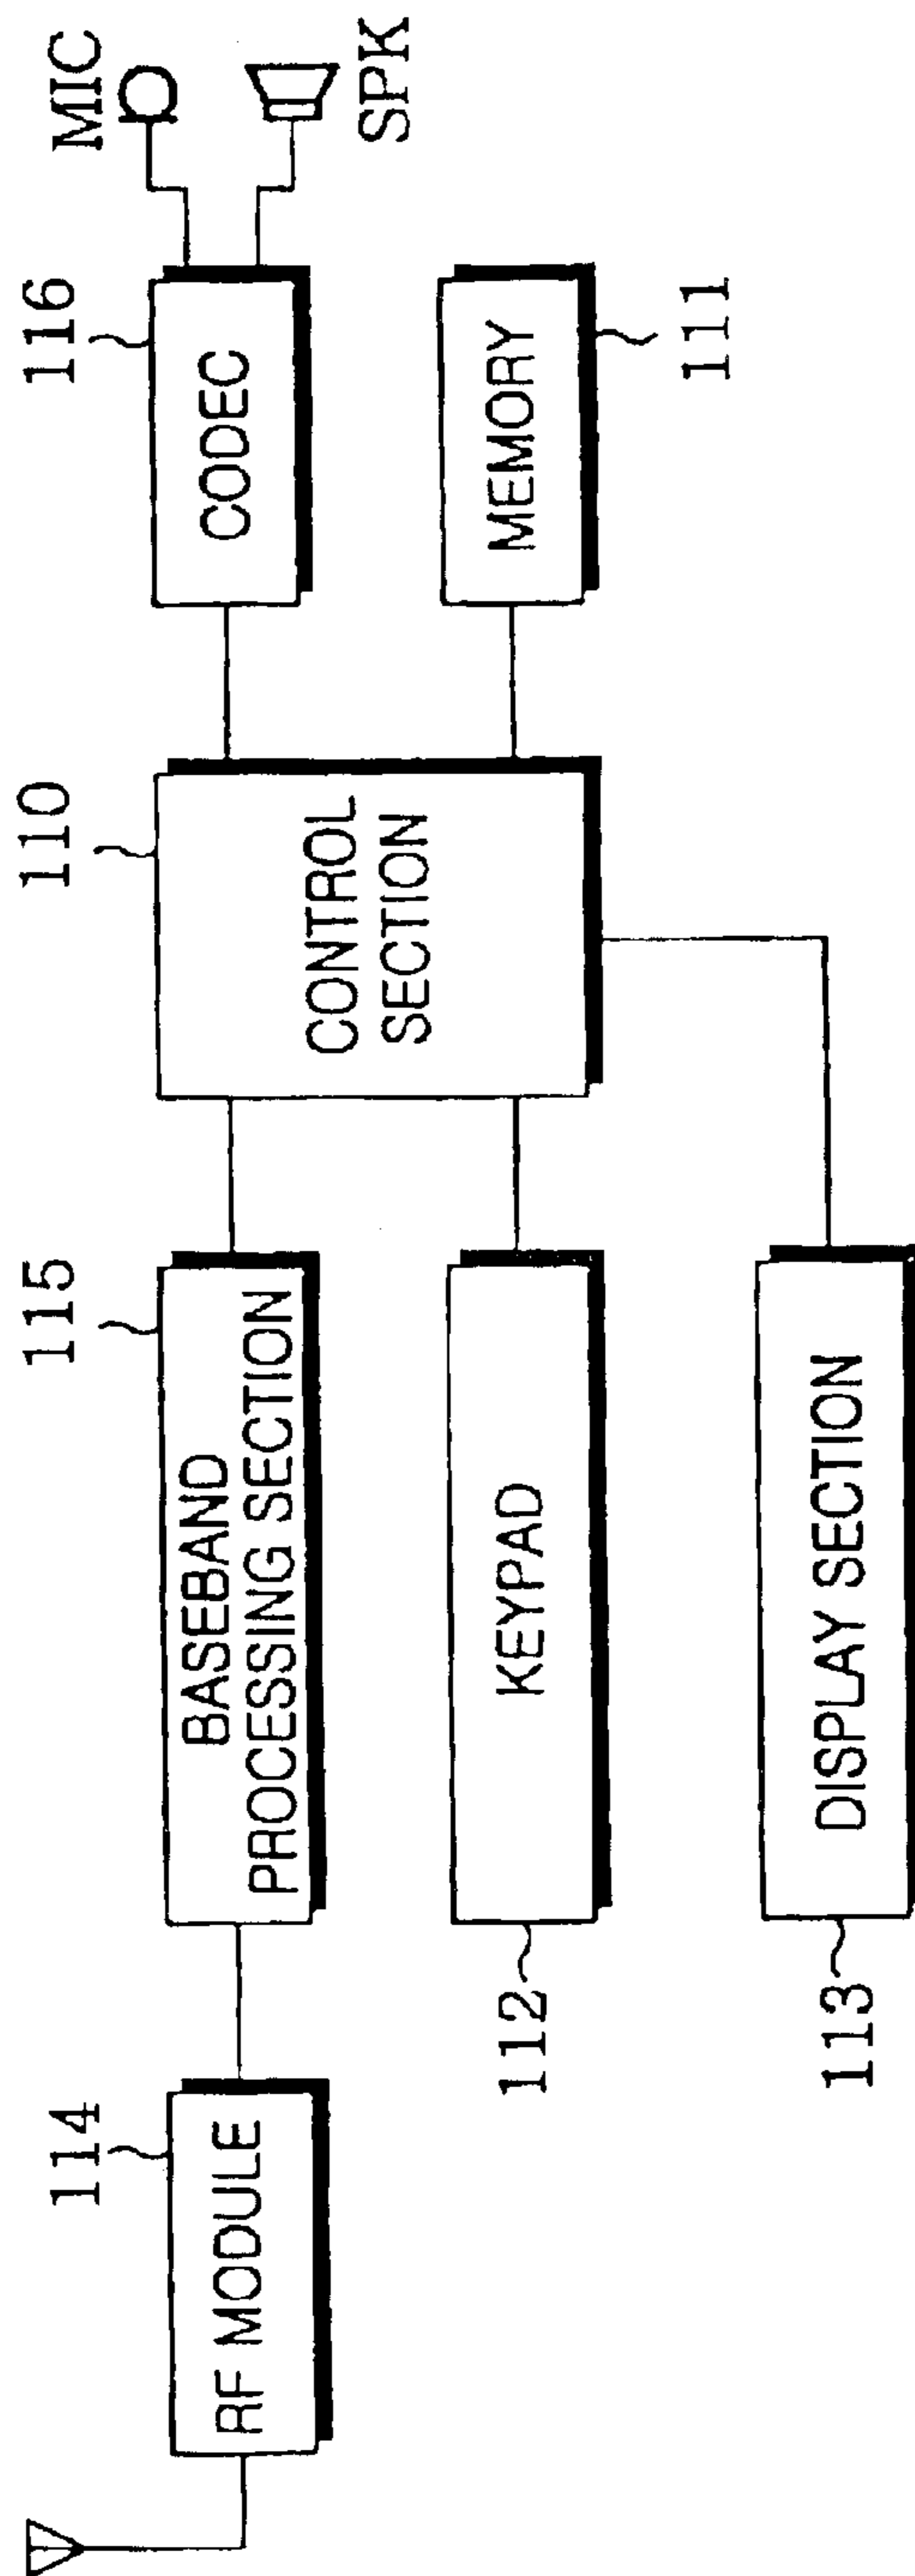 MIC
SPK
116
CODEC
MEMORY
111
110
CONTROL
SECTION
115
BASEBAND
PROCESSING SECTION
KEYPAD
112
DISPLAY SECTION
113
114
RF MODULE